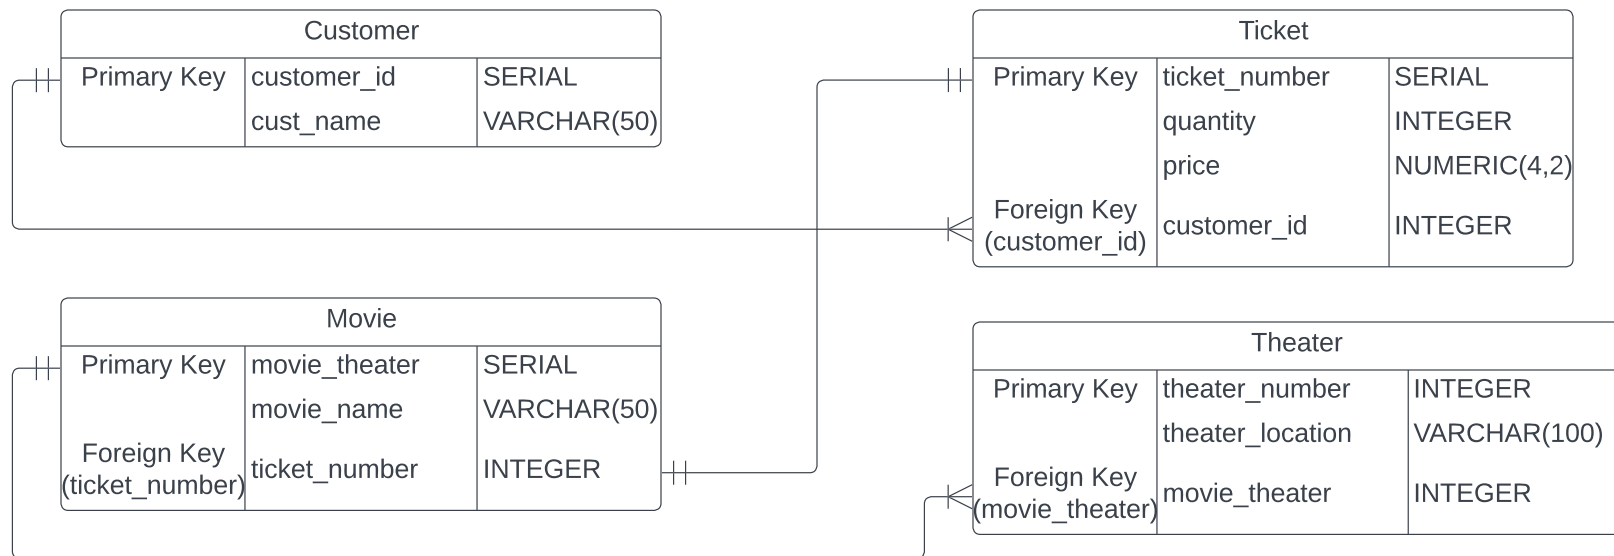 Customer
Primary Key customer_id SERIAL
cust_name VARCHAR(50)
Ticket
Primary Key ticket_number SERIAL
quantity INTEGER
price NUMERIC(4,2)
Foreign Key
(customer_id) customer_id INTEGER
Movie
Primary Key movie_theater SERIAL
movie_name VARCHAR(50)
Foreign Key
(ticket_number) ticket_number INTEGER
Theater
Primary Key theater_number INTEGER
theater_location VARCHAR(100)
Foreign Key
(movie_theater) movie_theater INTEGER